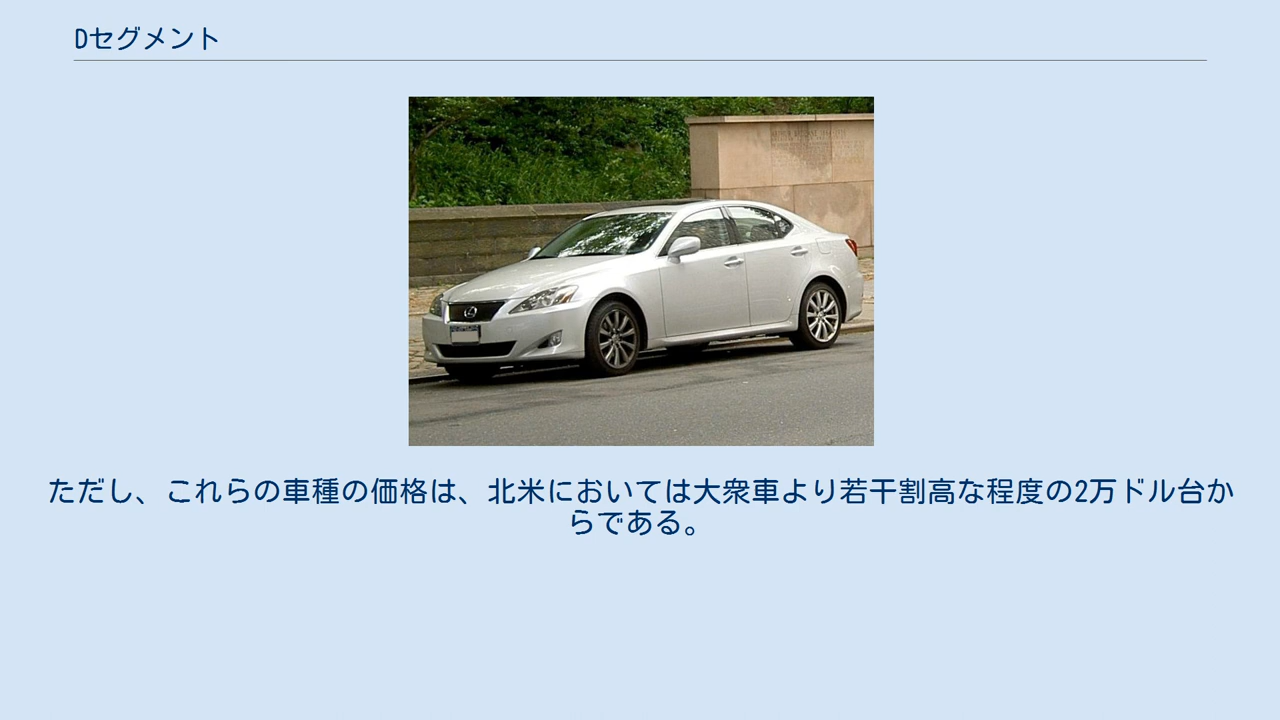 Dセグメント
ただし、これらの車種の価格は、北米においては大衆車より若干割高な程度の2万ドル台か
らである。